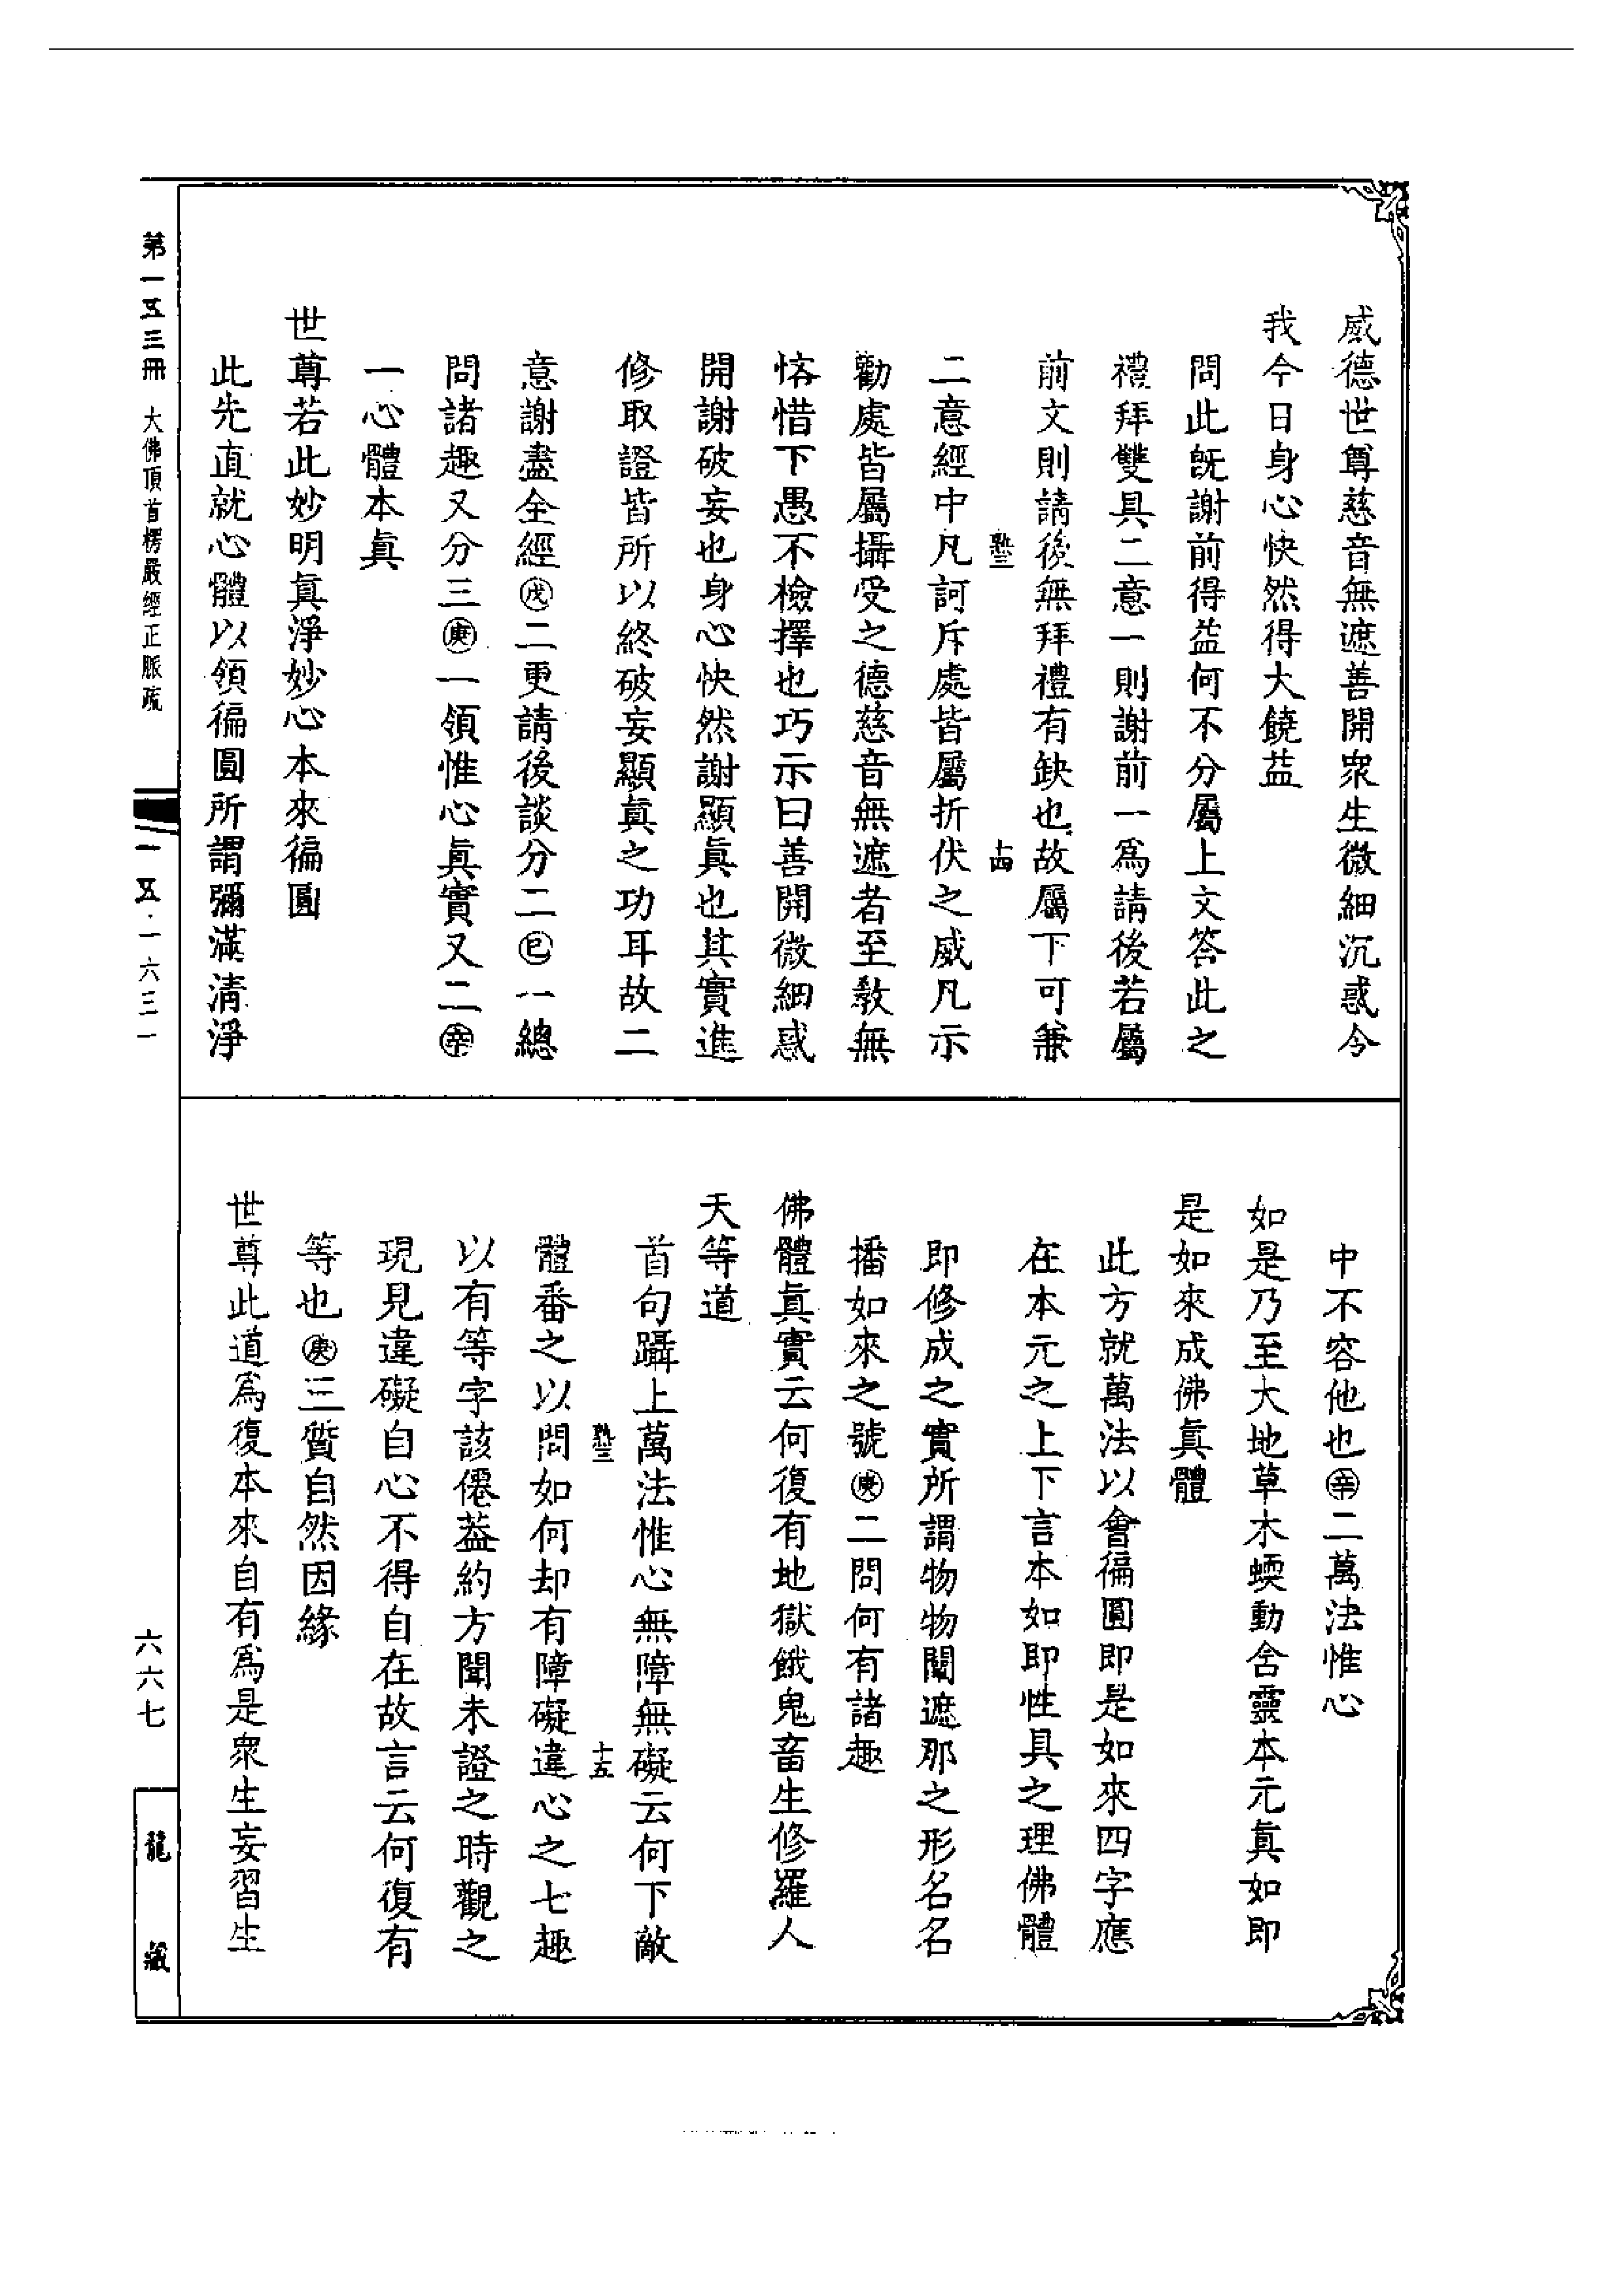 威德世尊慈音無遮善開衆生微細沉惑令
我今日身心快然得大饒益
問此旣謝前得益何不分屬上文答此之
禮拜雙具二意一則謝前一爲請後若屬
前文則請後無拜禮有缺也故屬下可兼
熟三
十四
二意經中凡訶斥處皆屬折伏之威凡示
勸處皆屬攝受之德慈音無遮者至教無
悋惜下愚不檢擇也巧示曰善開微細惑
開謝破妄也身心快然謝顯眞也其實進
修取證皆所以終破妄顯眞之功耳故二
意謝盡全經㊇戊二更請後談分二㊇已一總
問諸趣又分三庚一領惟心眞實又二辛
一心體本眞
世尊若此妙明眞淨妙心本來徧圓
此先直就心體以領徧圓所謂彌滿清淨
中不容他也辛二萬法惟心
如是乃至大地草木蝡動含靈本元眞如即
是如來成佛眞體
此方就萬法以會徧圓即是如來四字應
在本元之上下言本如即性具之理佛體
即修成之實所謂物物闡遮那之形名名
播如來之號庚二問何有諸趣
佛體眞實云何復有地獄餓鬼畜生修羅人
天等道
首句躡上萬法惟心無障無礙云何下敵
熟三
十五
體番之以問如何却有障礙違心之七趣
以有等字該僊葢約方聞未證之時觀之
現見違礙自心不得自在故言云何復有
等也庚三質自然因緣
世尊此道爲復本來自有爲是衆生妄習生
第一五三冊 大佛頂首楞嚴經正脈疏
一五·一六三一
六六七
龍藏